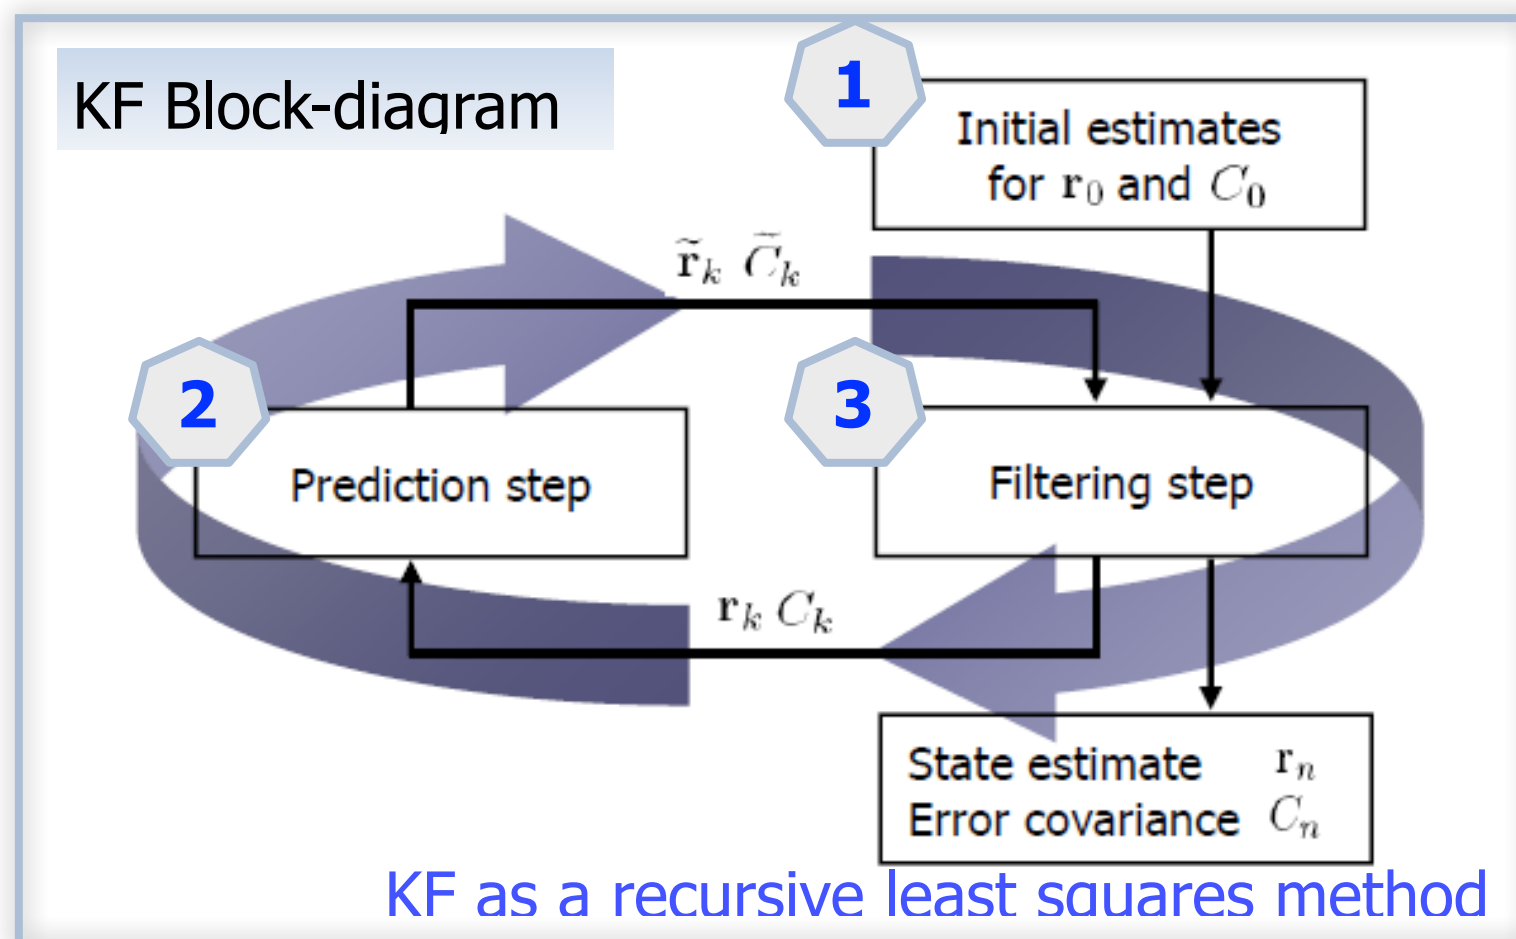 KF Block-diagram
1
Initial estimates
for r₀ and C₀
r̃ₖ C̃ₖ
2
3
Prediction step
Filtering step
rₖ Cₖ
State estimate rₙ
Error covariance Cₙ
KF as a recursive least squares method